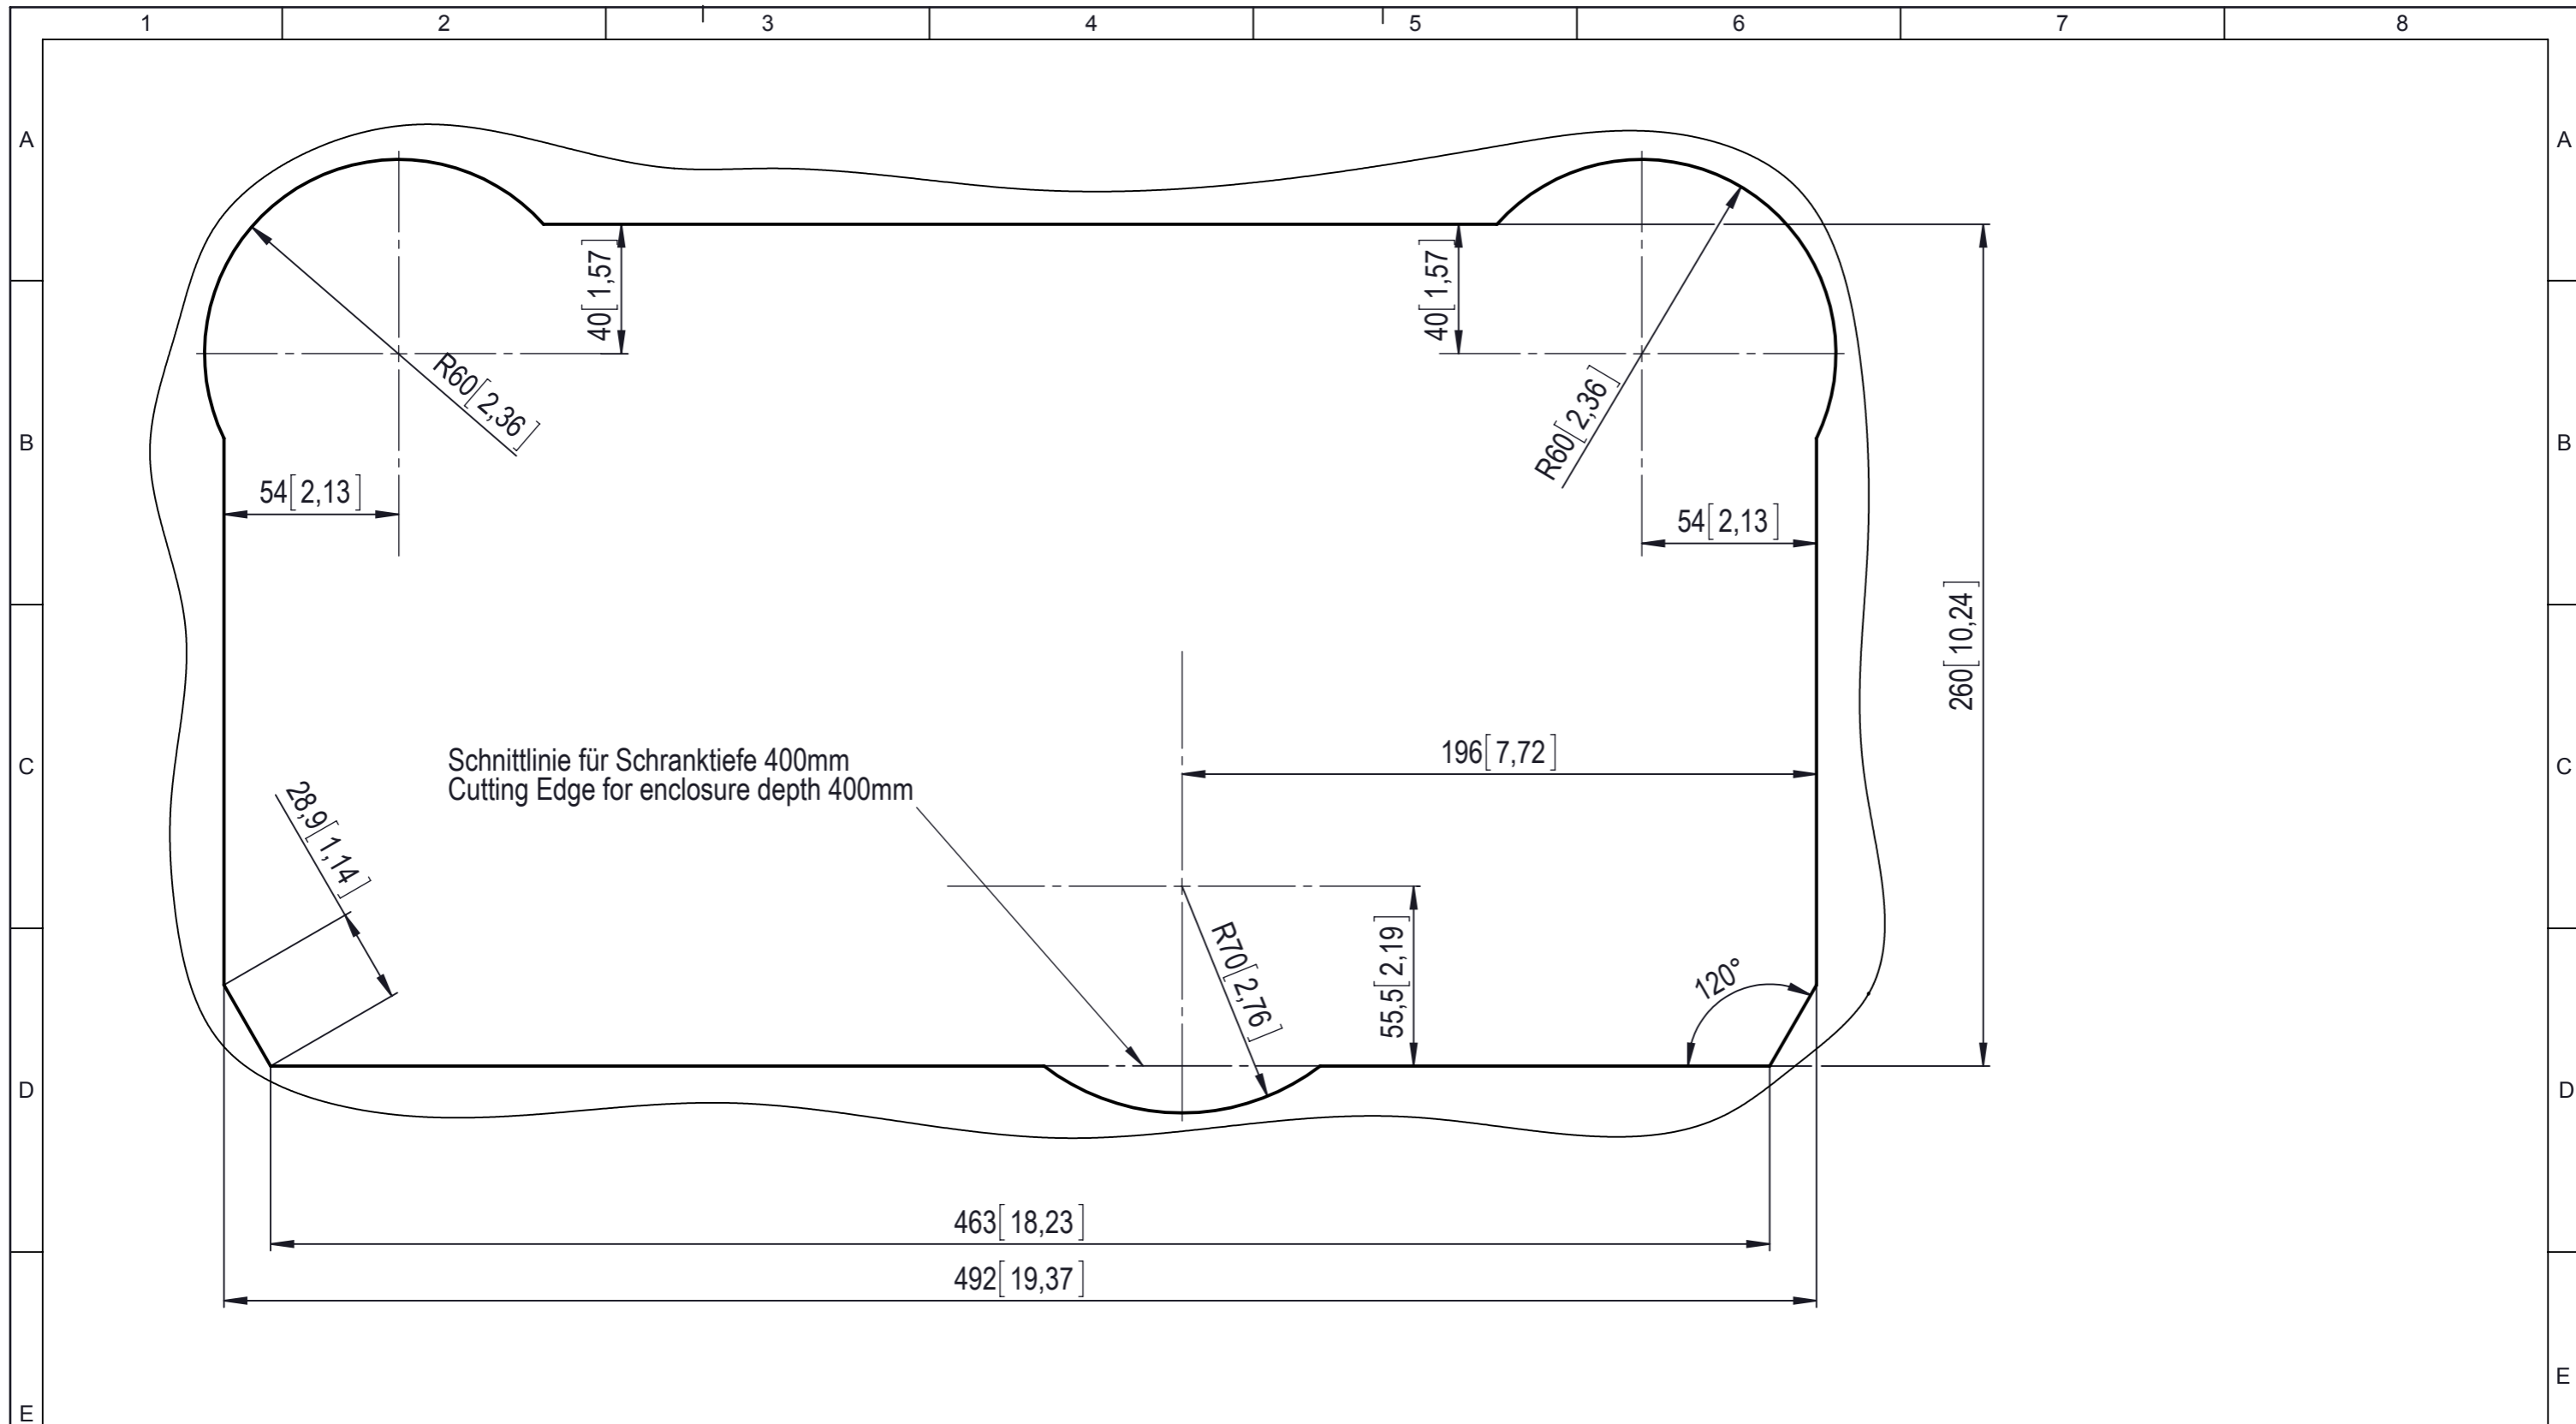 1 2 3 4 5 6 7 8
A A
40[1,57] 40[1,57]
R60[2,36] R60[2,36]
B B
54[2,13]
54[2,13]
260[10,24]
C C
196[7,72]
Schnittlinie für Schranktiefe 400mm
Cutting Edge for enclosure depth 400mm
28,9[1,14]
R70[2,76]
55,5[2,19]
120°
D D
463[18,23]
492[19,37]
E E